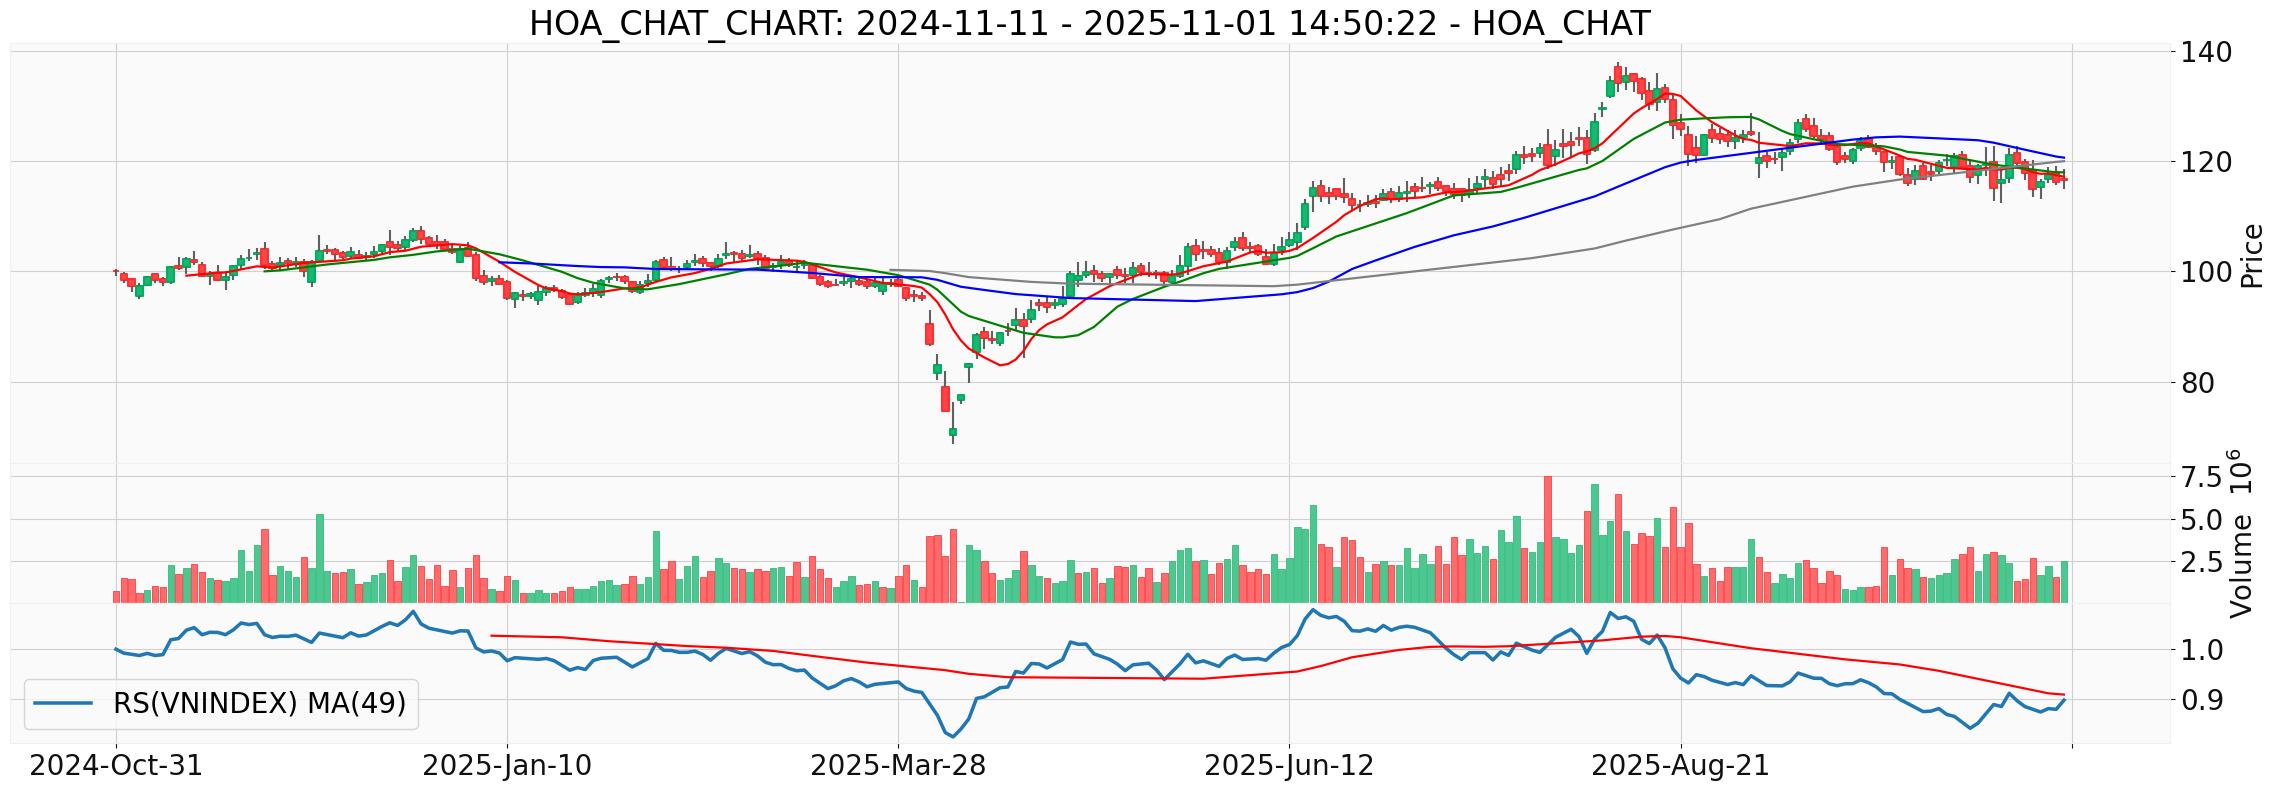 HOA_CHAT_CHART: 2024-11-11 - 2025-11-01 14:50:22 - HOA_CHAT
140
120
100
80
Price
7.5
5.0
2.5
Volume 10⁶
1.0
0.9
RS(VNINDEX) MA(49)
2024-Oct-31
2025-Jan-10
2025-Mar-28
2025-Jun-12
2025-Aug-21